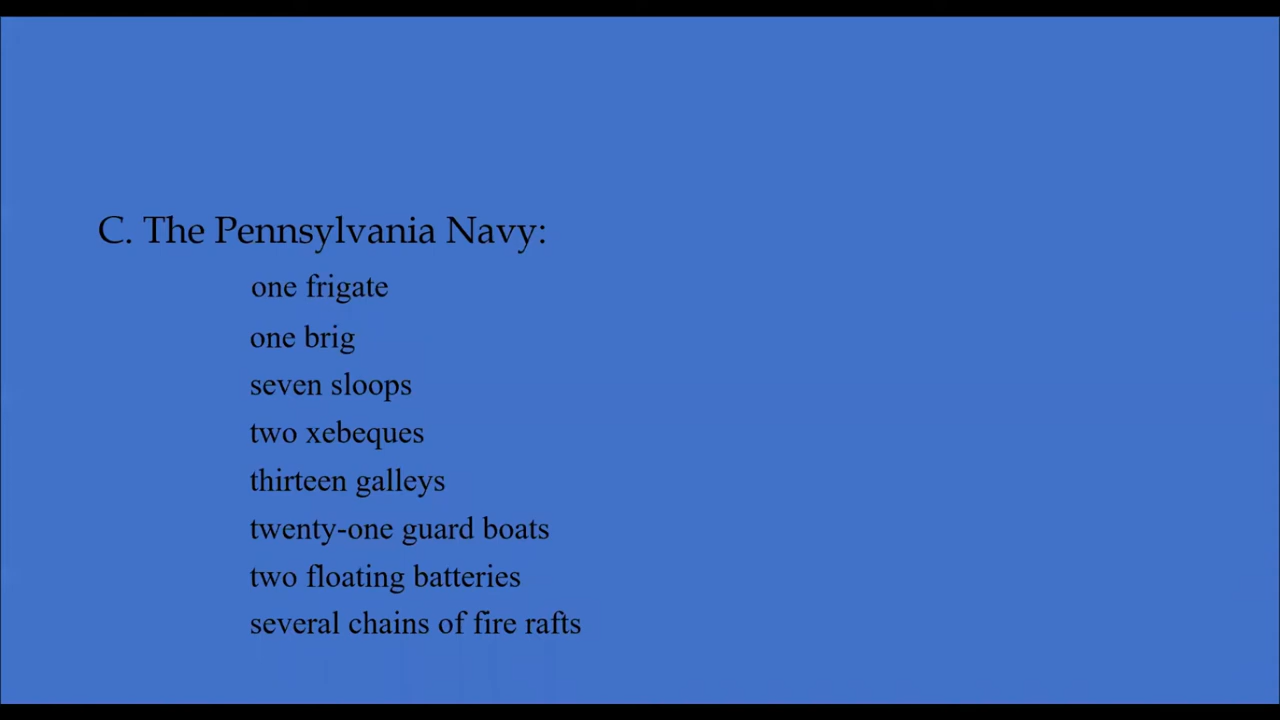 C. The Pennsylvania Navy:
one frigate
one brig
seven sloops
two xebeques
thirteen galleys
twenty-one guard boats
two floating batteries
several chains of fire rafts